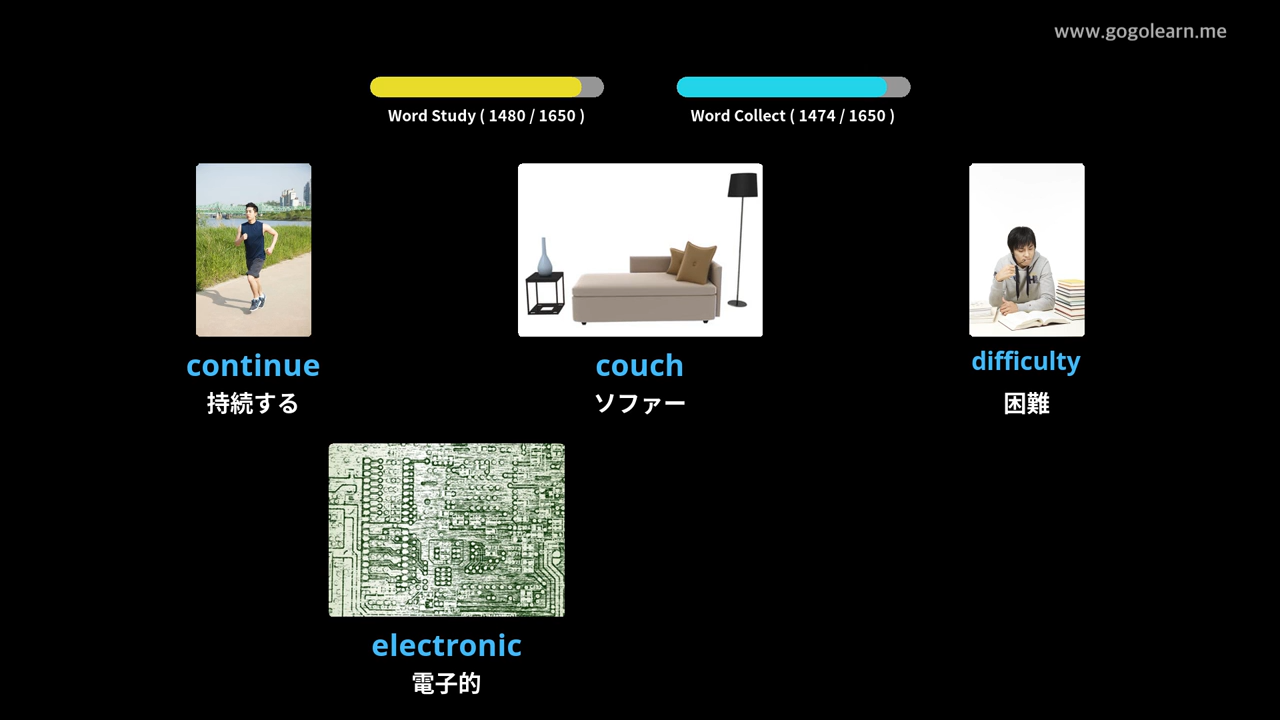 www.gogolearn.me
Word Study ( 1480 / 1650 )
Word Collect ( 1474 / 1650 )
continue
持続する
couch
ソファー
difficulty
困難
electronic
電子的